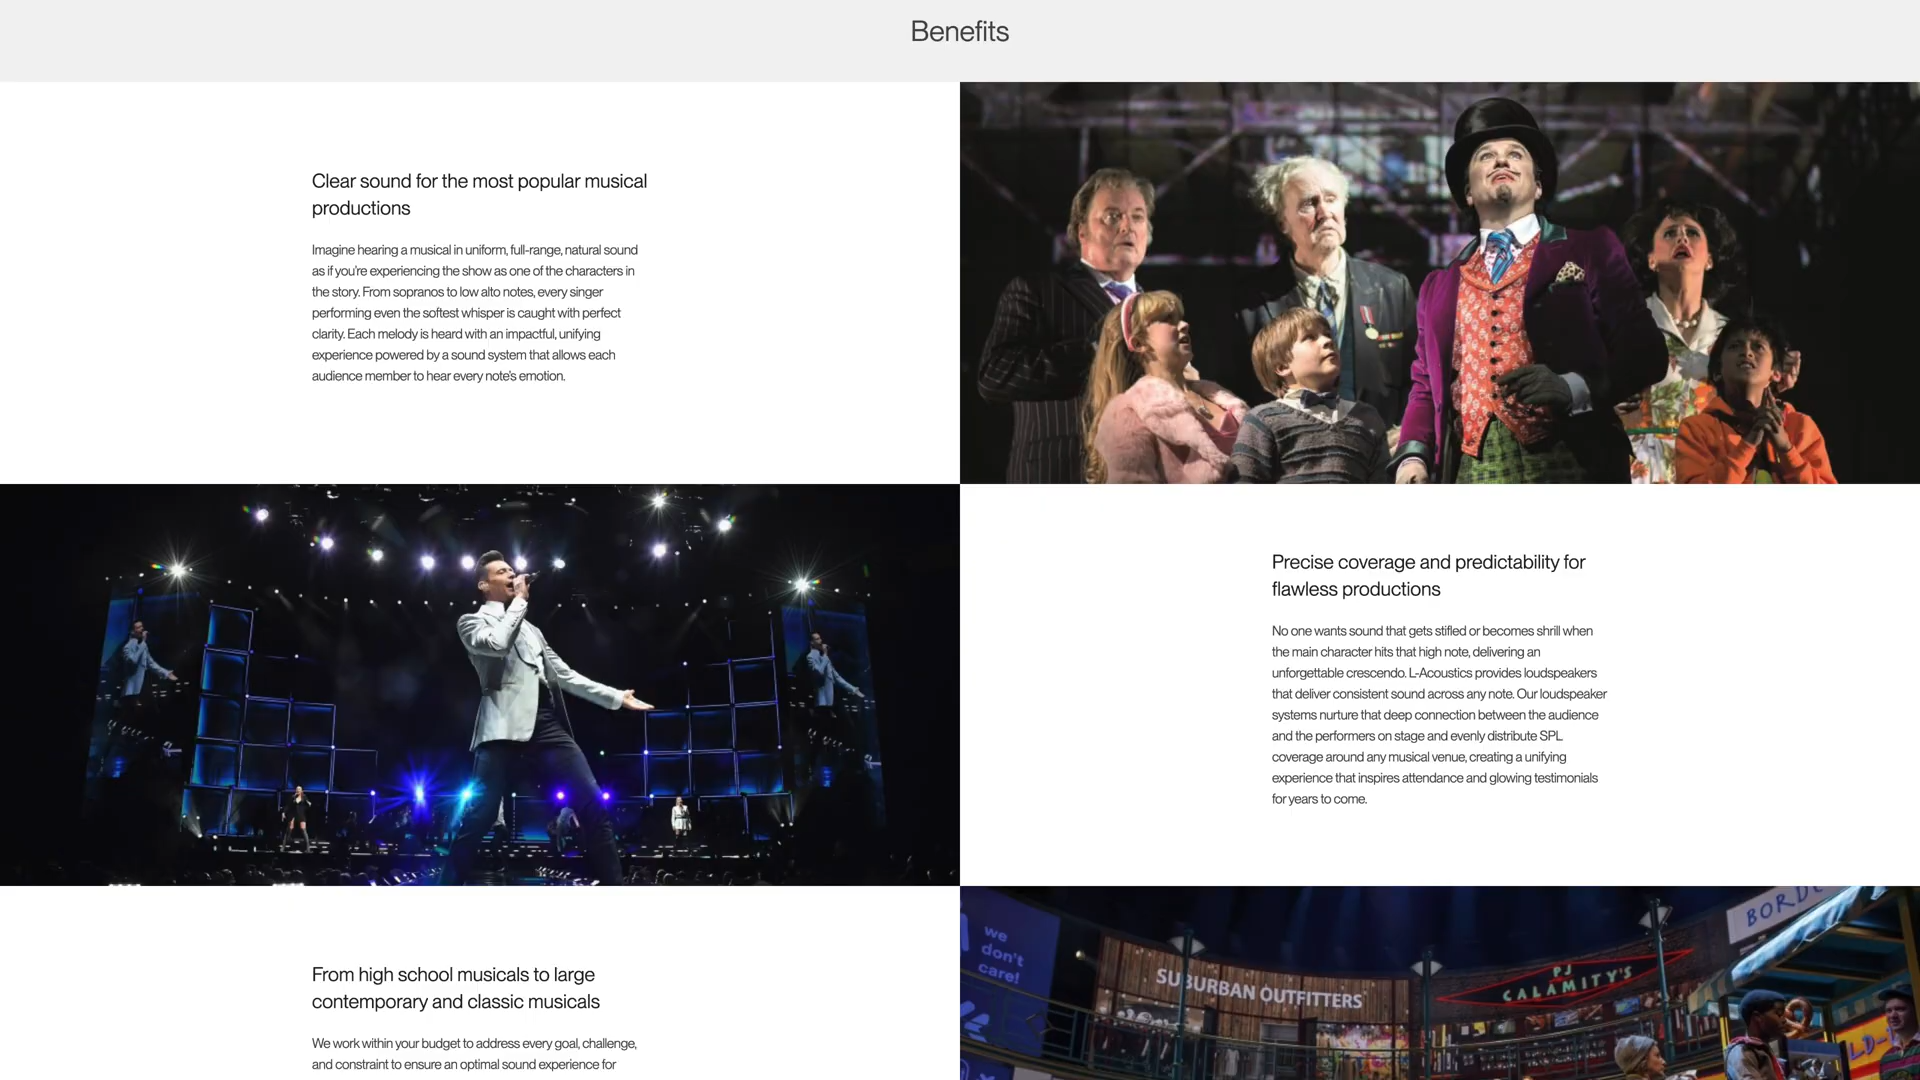 Benefits
Clear sound for the most popular musical
productions
Imagine hearing a musical in uniform, full-range, natural sound
as if you're experiencing the show as one of the characters in
the story. From sopranos to low alto notes, every singer
performing even the softest whisper is caught with perfect
clarity. Each melody is heard with an impactful, unifying
experience powered by a sound system that allows each
audience member to hear every note's emotion.
Precise coverage and predictability for
flawless productions
No one wants sound that gets stifled or becomes shrill when
the main character hits that high note, delivering an
unforgettable crescendo. L-Acoustics provides loudspeakers
that deliver consistent sound across any note. Our loudspeaker
systems nurture that deep connection between the audience
and the performers on stage and evenly distribute SPL
coverage around any musical venue, creating a unifying
experience that inspires attendance and glowing testimonials
for years to come.
From high school musicals to large
contemporary and classic musicals
We work within your budget to address every goal, challenge,
and constraint to ensure an optimal sound experience for
we
don't
care!
SUBURBAN OUTFITTERS
PJ
CALAMITY'S